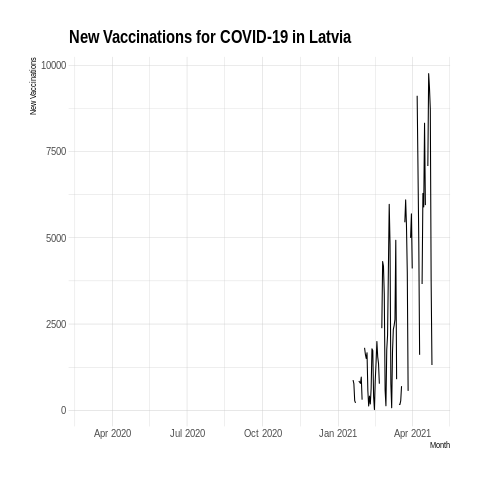 New Vaccinations for COVID-19 in Latvia
New Vaccinations
10000
7500
5000
2500
0
Apr 2020 Jul 2020 Oct 2020 Jan 2021 Apr 2021
Month